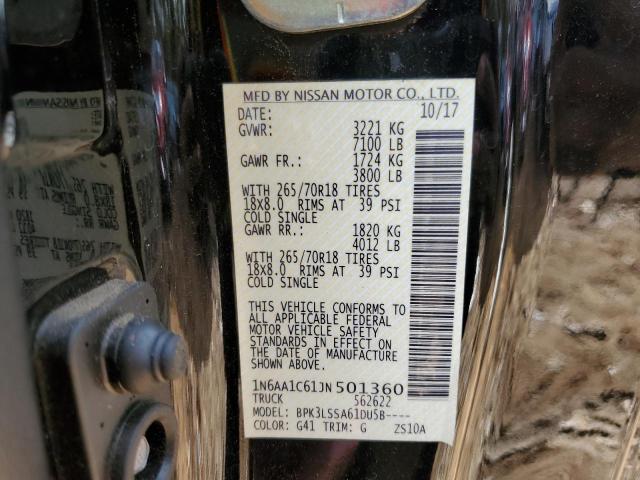 MFD BY NISSAN MOTOR CO., LTD.
DATE: 10/17
GVWR: 3221 KG
7100 LB
GAWR FR.: 1724 KG
3800 LB
WITH 265/70R18 TIRES
18x8.0 RIMS AT 39 PSI
COLD SINGLE
GAWR RR.: 1820 KG
4012 LB
WITH 265/70R18 TIRES
18x8.0 RIMS AT 39 PSI
COLD SINGLE
THIS VEHICLE CONFORMS TO
ALL APPLICABLE FEDERAL
MOTOR VEHICLE SAFETY
STANDARDS IN EFFECT ON
THE DATE OF MANUFACTURE
SHOWN ABOVE.
1N6AA1C61JN501360
TRUCK 562622
MODEL: BPK3LSSA61DU5B----
COLOR: G41 TRIM: G ZS10A